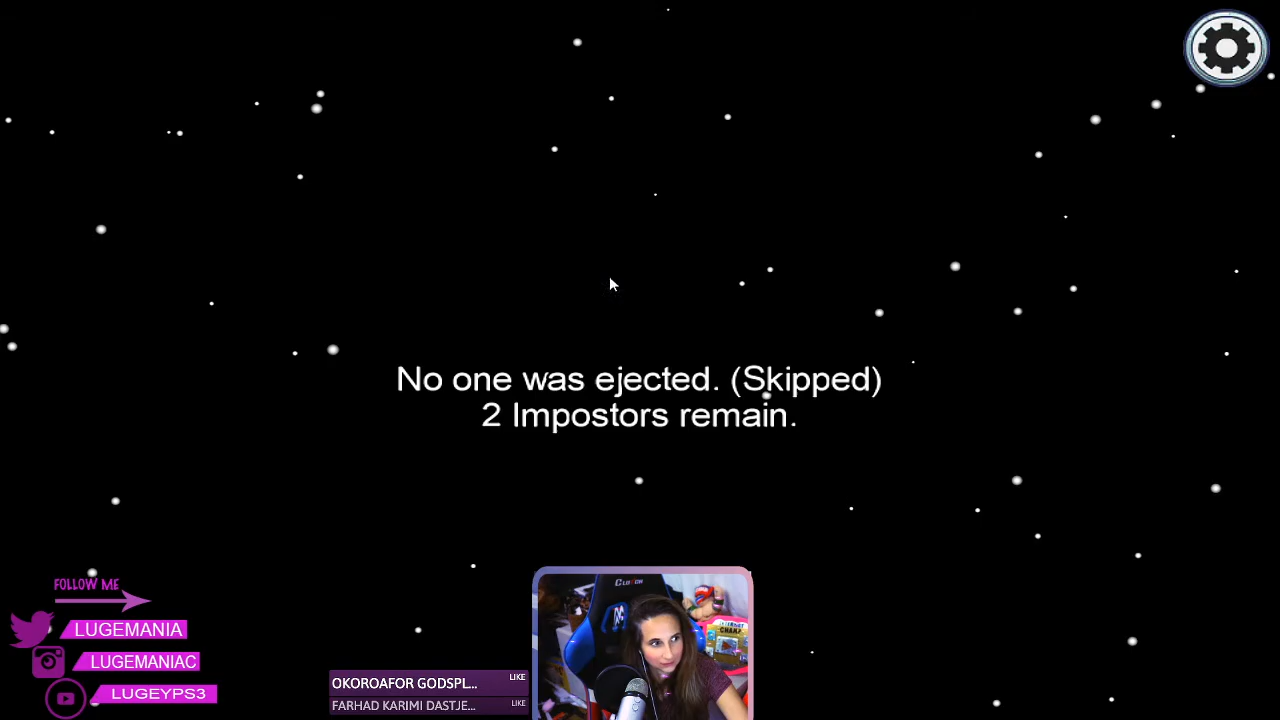 No one was ejected. (Skipped)
2 Impostors remain.
FOLLOW ME
LUGEMANIA
LUGEMANIAC
LUGEYPS3
OKOROAFOR GODSPL... LIKE
FARHAD KARIMI DASTJE... LIKE
CHAMP